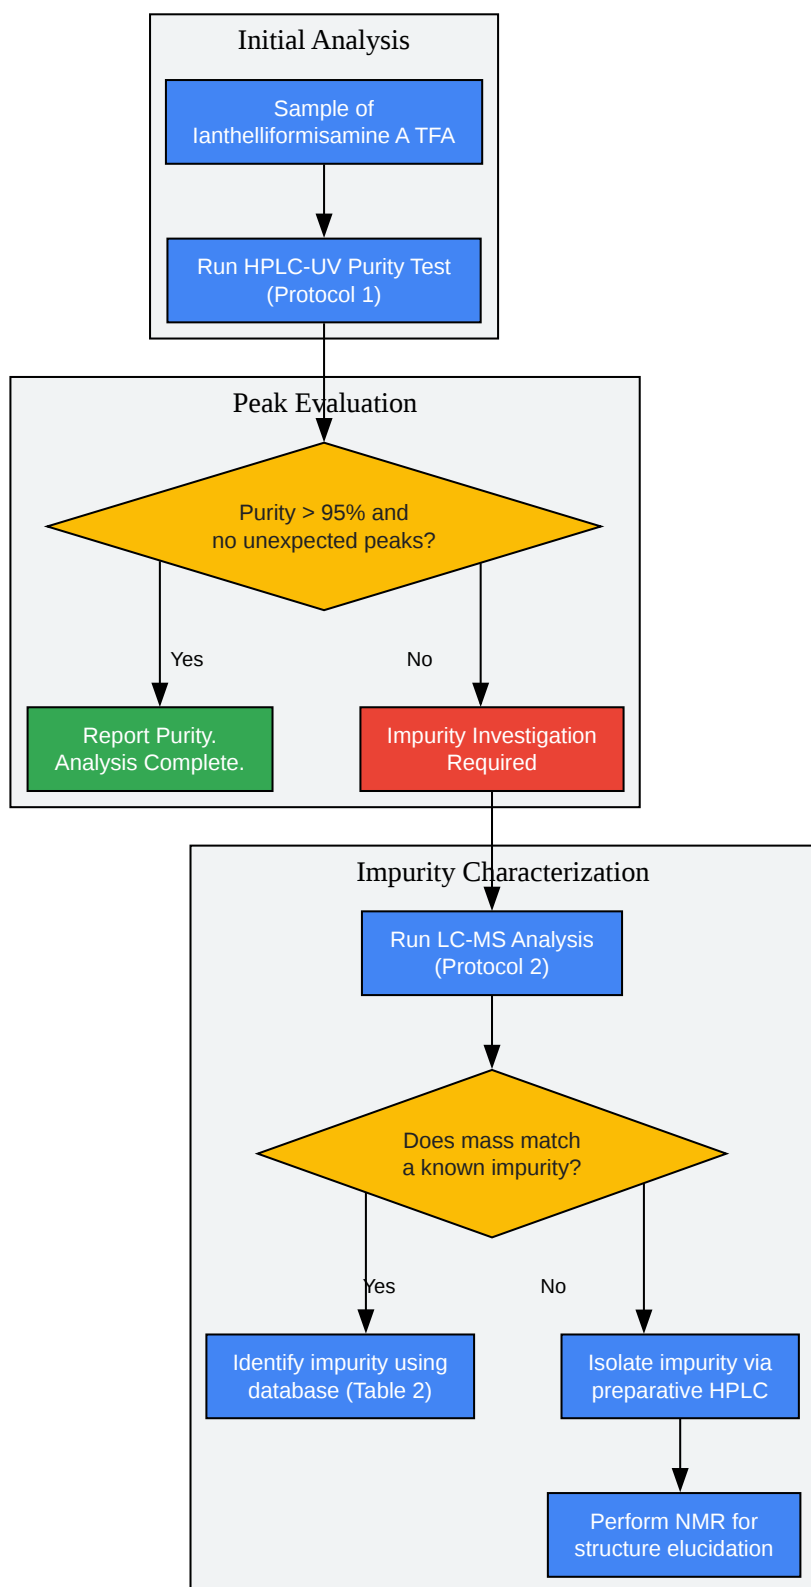 Initial Analysis
Sample of
Ianthelliformisamine A TFA
Run HPLC-UV Purity Test
(Protocol 1)
Peak Evaluation
Purity > 95% and
no unexpected peaks?
Yes
No
Report Purity.
Analysis Complete.
Impurity Investigation
Required
Impurity Characterization
Run LC-MS Analysis
(Protocol 2)
Does mass match
a known impurity?
Yes
No
Identify impurity using
database (Table 2)
Isolate impurity via
preparative HPLC
Perform NMR for
structure elucidation